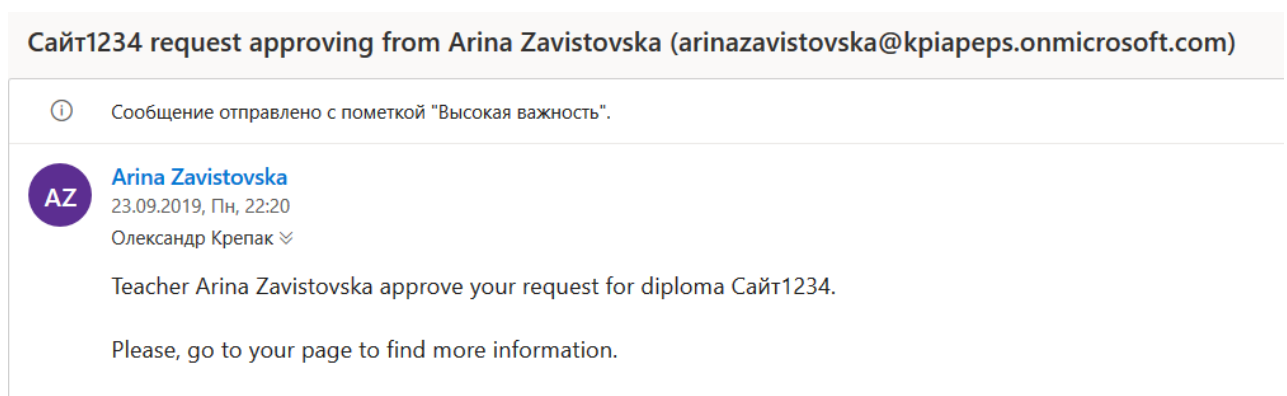 Сайт1234 request approving from Arina Zavistovska (arinazavistovska@kpiapeps.onmicrosoft.com)
Сообщение отправлено с пометкой "Высокая важность".
AZ
Arina Zavistovska
23.09.2019, Пн, 22:20
Олександр Крепак
Teacher Arina Zavistovska approve your request for diploma Сайт1234.
Please, go to your page to find more information.